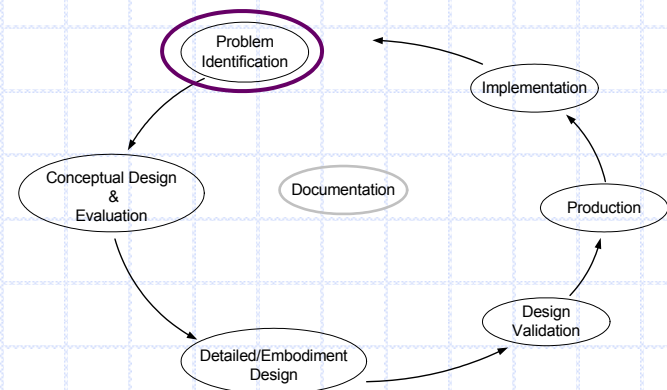 Problem
Identification
Implementation
Conceptual Design
&
Evaluation
Documentation
Production
Design
Validation
Detailed/Embodiment
Design